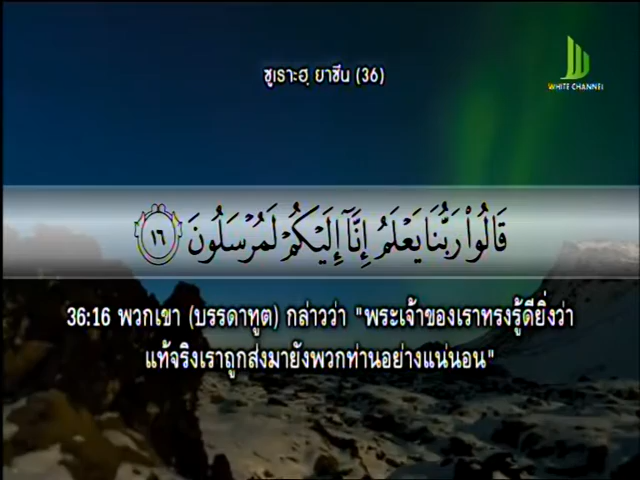 ซูเราะฮฺ ยาซีน (36)
WHITE CHANNEL
قَالُوا۟ رَبُّنَا يَعْلَمُ إِنَّآ إِلَيْكُمْ لَمُرْسَلُونَ ١٦
36:16 พวกเขา (บรรดาทูต) กล่าวว่า "พระเจ้าของเราทรงรู้ดียิ่งว่า
แท้จริงเราถูกส่งมายังพวกท่านอย่างแน่นอน"